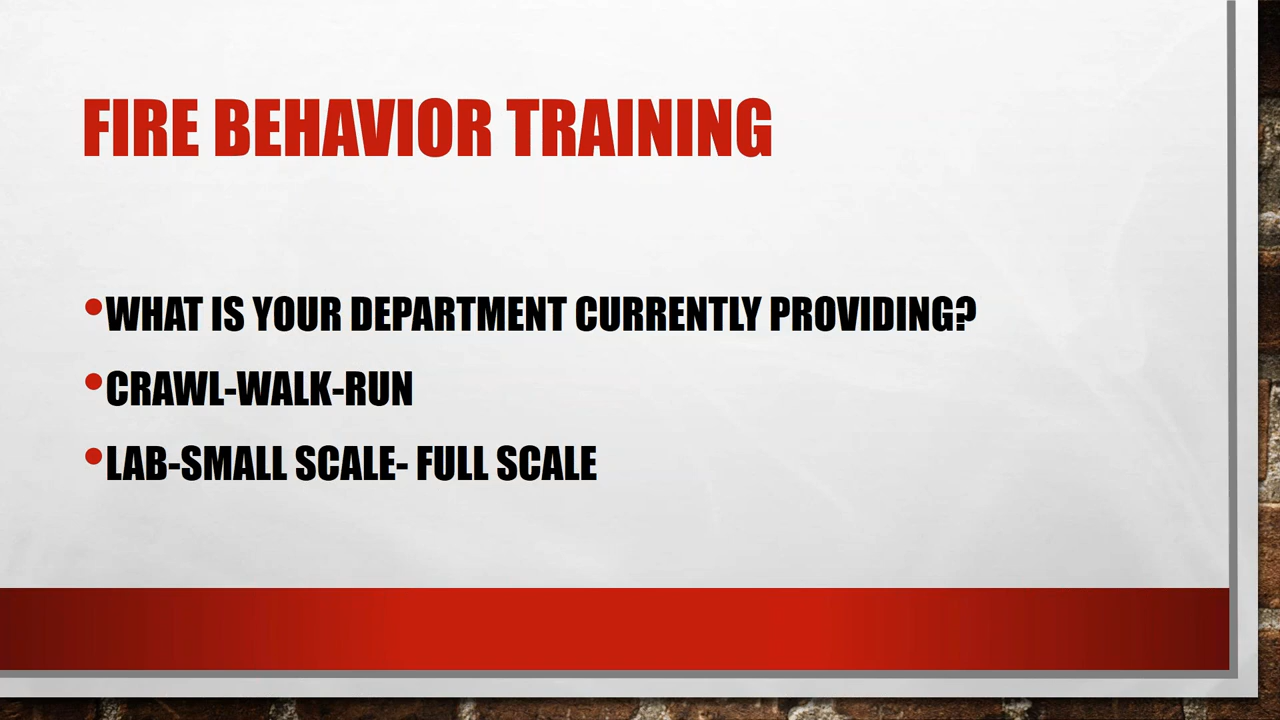 FIRE BEHAVIOR TRAINING
•WHAT IS YOUR DEPARTMENT CURRENTLY PROVIDING?
•CRAWL-WALK-RUN
•LAB-SMALL SCALE- FULL SCALE